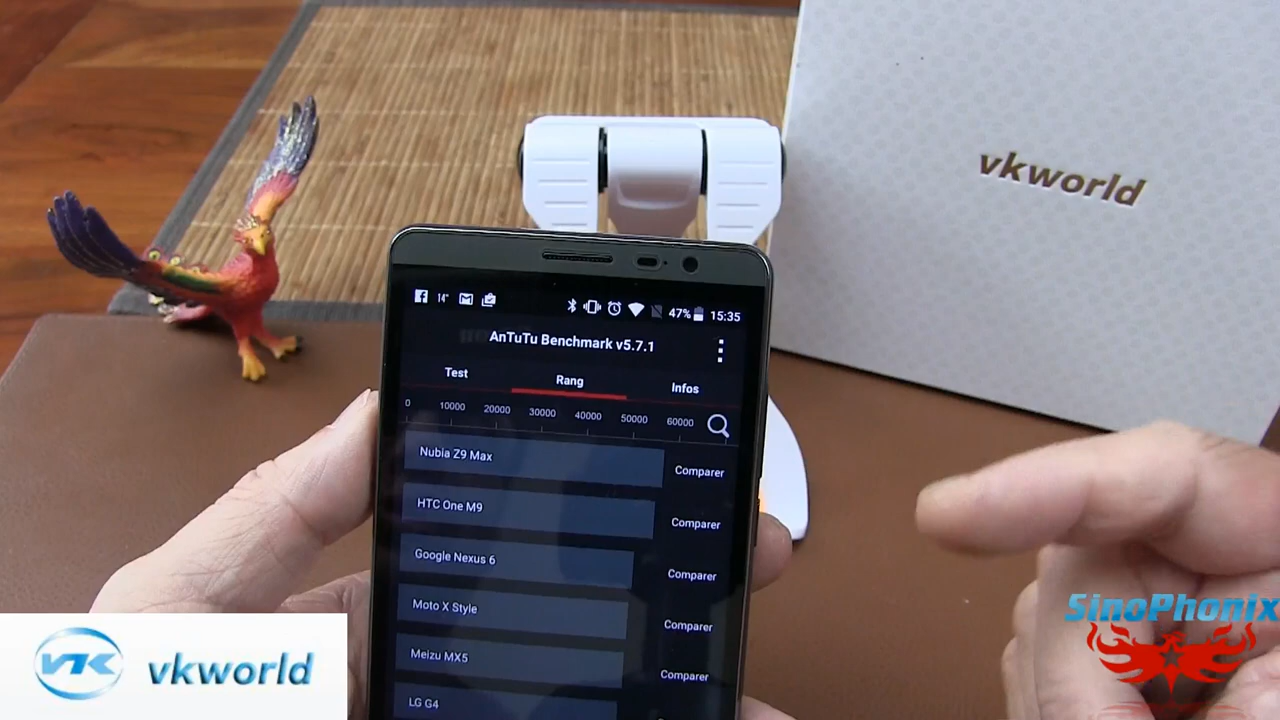 vkworld
14°
47%
15:35
AnTuTu Benchmark v5.7.1
Test Rang Infos
0 10000 20000 30000 40000 50000 60000
Nubia Z9 Max Comparer
HTC One M9 Comparer
Google Nexus 6 Comparer
Moto X Style Comparer
Meizu MX5 Comparer
LG G4
VK vkworld
SinoPhonix